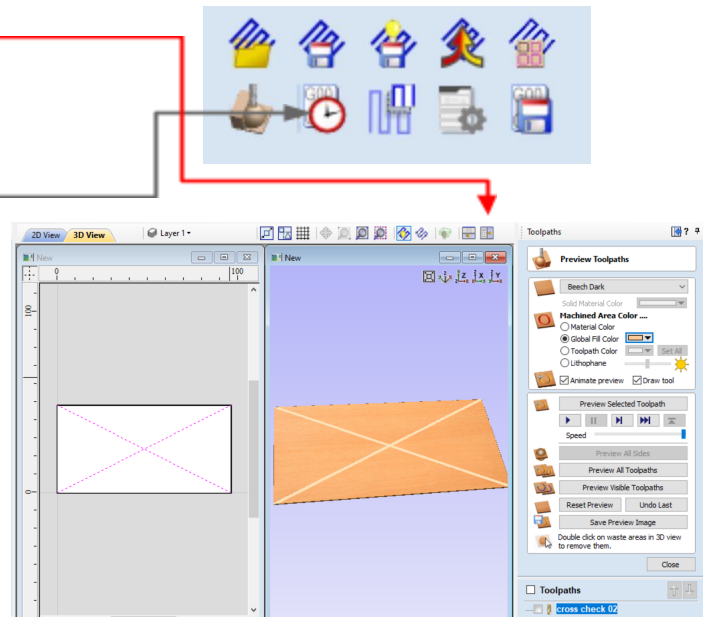 G00
G00
2D View
3D View
Layer 1
Toolpaths
?
New
New
Preview Toolpaths
0
100
Z
X
Y
100
0
Beech Dark
Solid Material Color
Machined Area Color ....
Material Color
Global Fill Color
Toolpath Color
Set All
Lithophane
Animate preview
Draw tool
Preview Selected Toolpath
Speed
Preview All Sides
Preview All Toolpaths
Preview Visible Toolpaths
Reset Preview
Undo Last
Save Preview Image
Double click on waste areas in 3D view
to remove them.
Close
Toolpaths
cross check 02